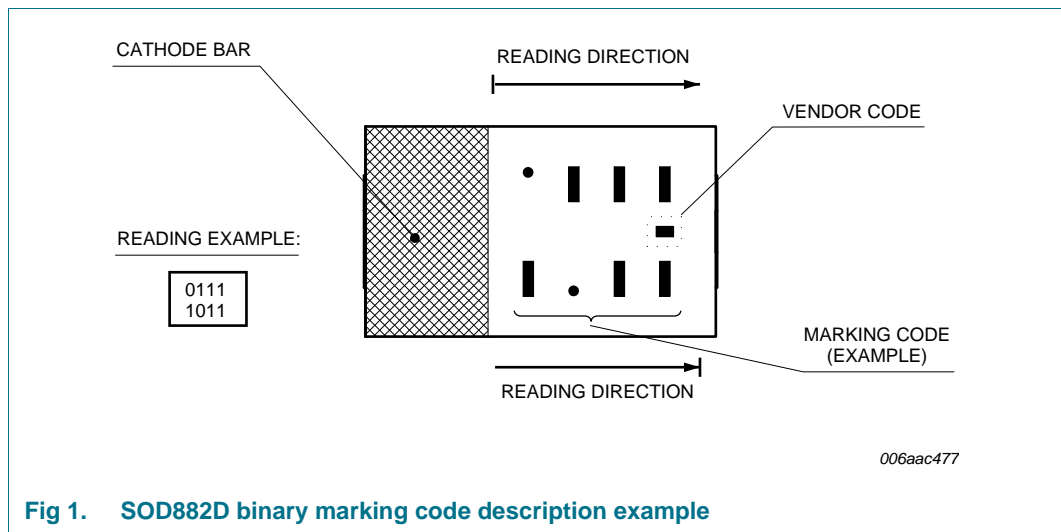 CATHODE BAR
READING DIRECTION
VENDOR CODE
READING EXAMPLE:
0111
1011
MARKING CODE
(EXAMPLE)
READING DIRECTION
006aac477
Fig 1. SOD882D binary marking code description example